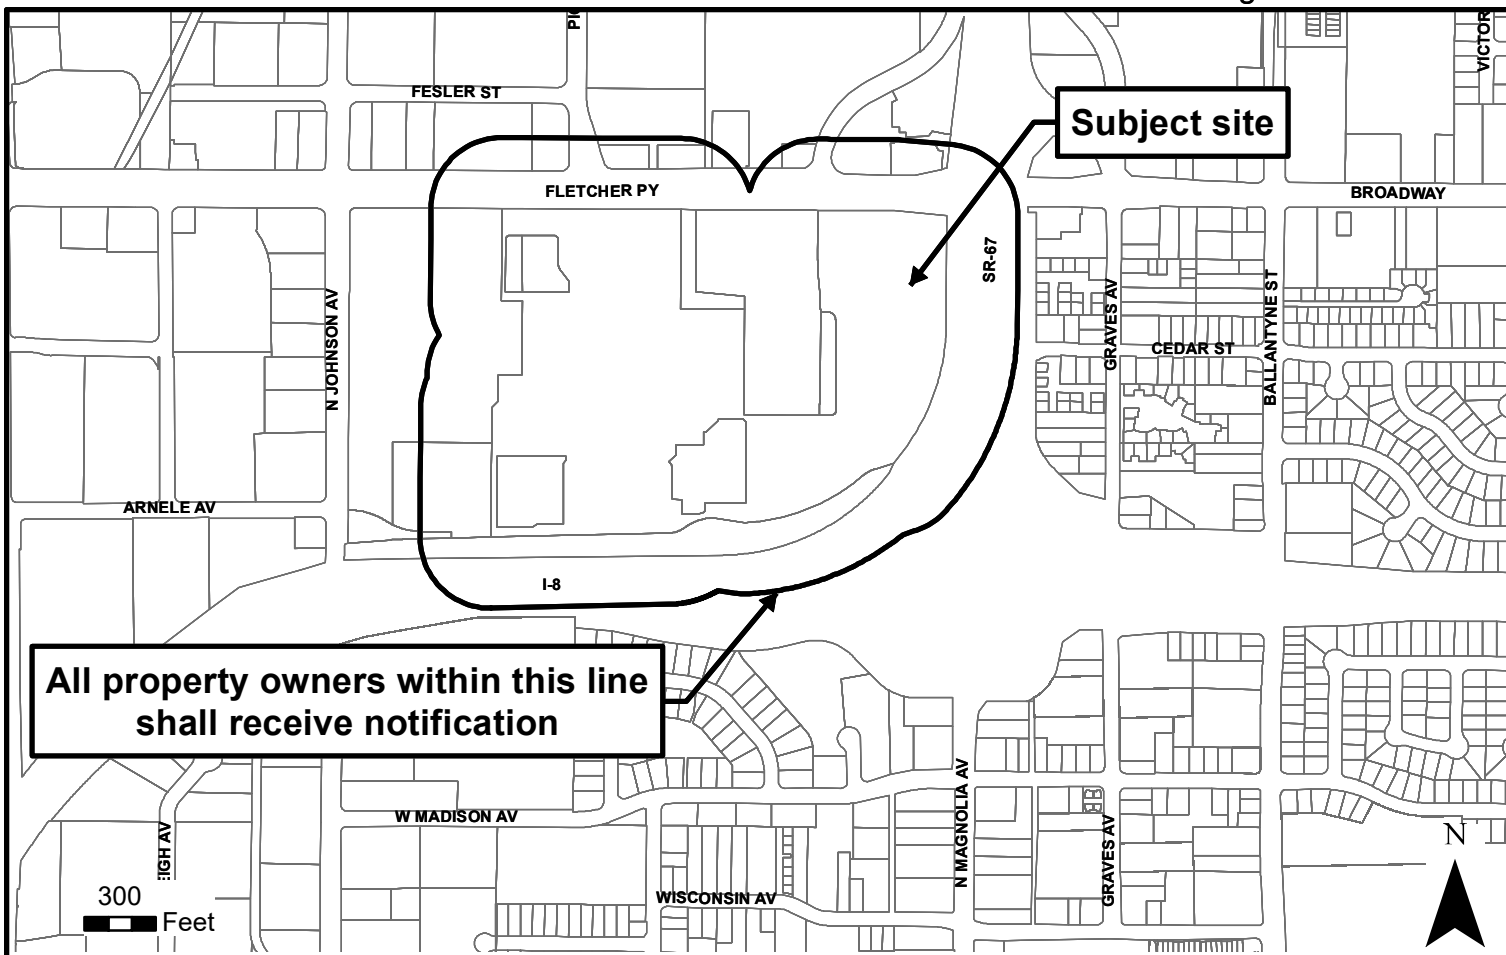 FESLER ST
Subject site
FLETCHER PY
BROADWAY
SR-67
N JOHNSON AV
GRAVES AV
BALLANTYNE ST
CEDAR ST
ARNELE AV
I-8
All property owners within this line
shall receive notification
W MADISON AV
N MAGNOLIA AV
GRAVES AV
WISCONSIN AV
300
Feet
N